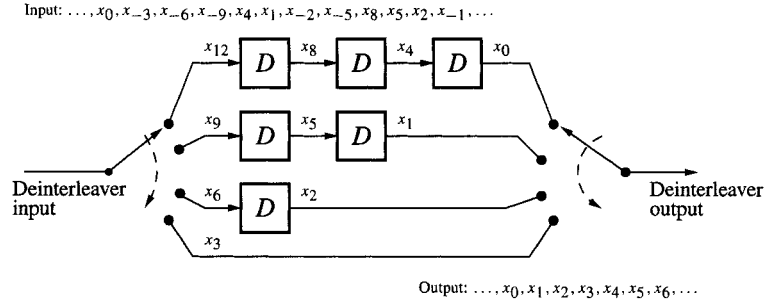 Input: ..., x₀, x₋₃, x₋₆, x₋₉, x₄, x₁, x₋₂, x₋₅, x₈, x₅, x₂, x₋₁, ...
x₁₂ D x₈ D x₄ D x₀
x₉ D x₅ D x₁
x₆ D x₂
x₃
Deinterleaver
input
Deinterleaver
output
Output: ..., x₀, x₁, x₂, x₃, x₄, x₅, x₆, ...